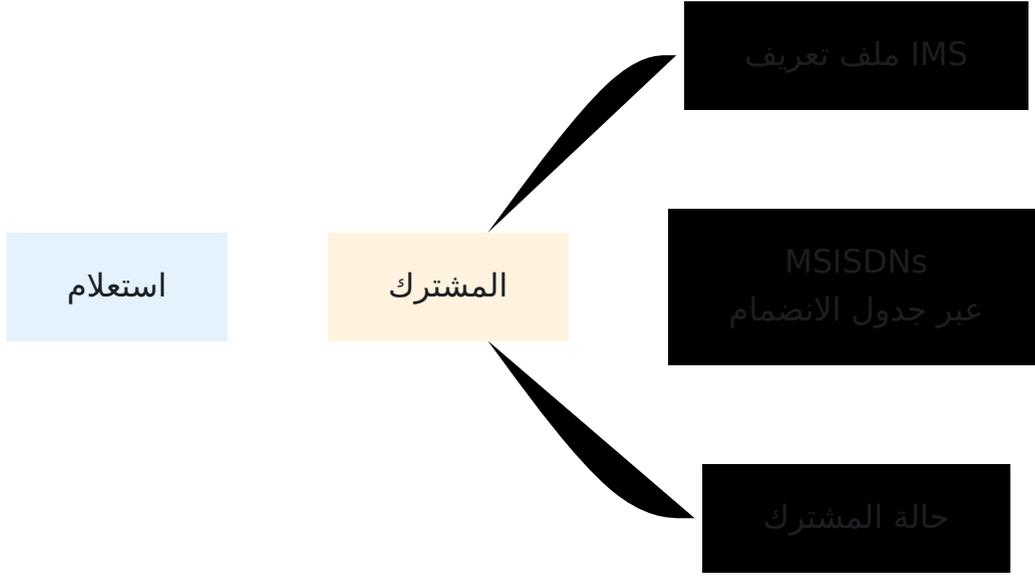 استعلام
المشترك
ملف تعريف IMS
MSISDNs
عبر جدول الانضمام
حالة المشترك